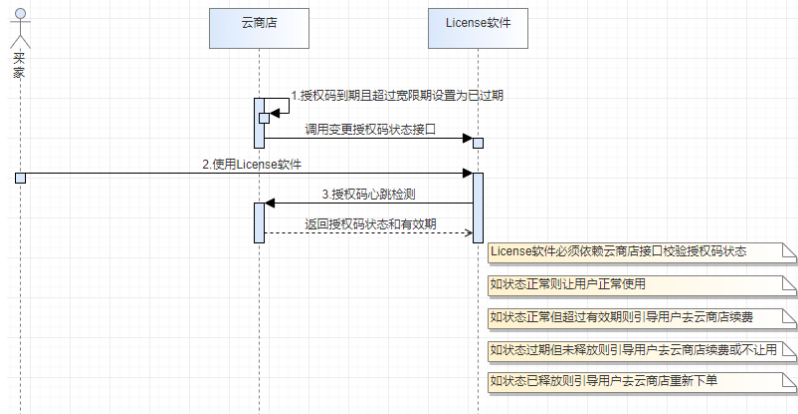 云商店
License软件
买
家
1.授权码到期且超过宽限期设置为已过期
调用变更授权码状态接口
2.使用License软件
3.授权码心跳检测
返回授权码状态和有效期
License软件必须依赖云商店接口校验授权码状态
如状态正常则让用户正常使用
如状态正常但超过有效期则引导用户去云商店续费
如状态过期但未释放则引导用户去云商店续费或不让用
如状态已释放则引导用户去云商店重新下单